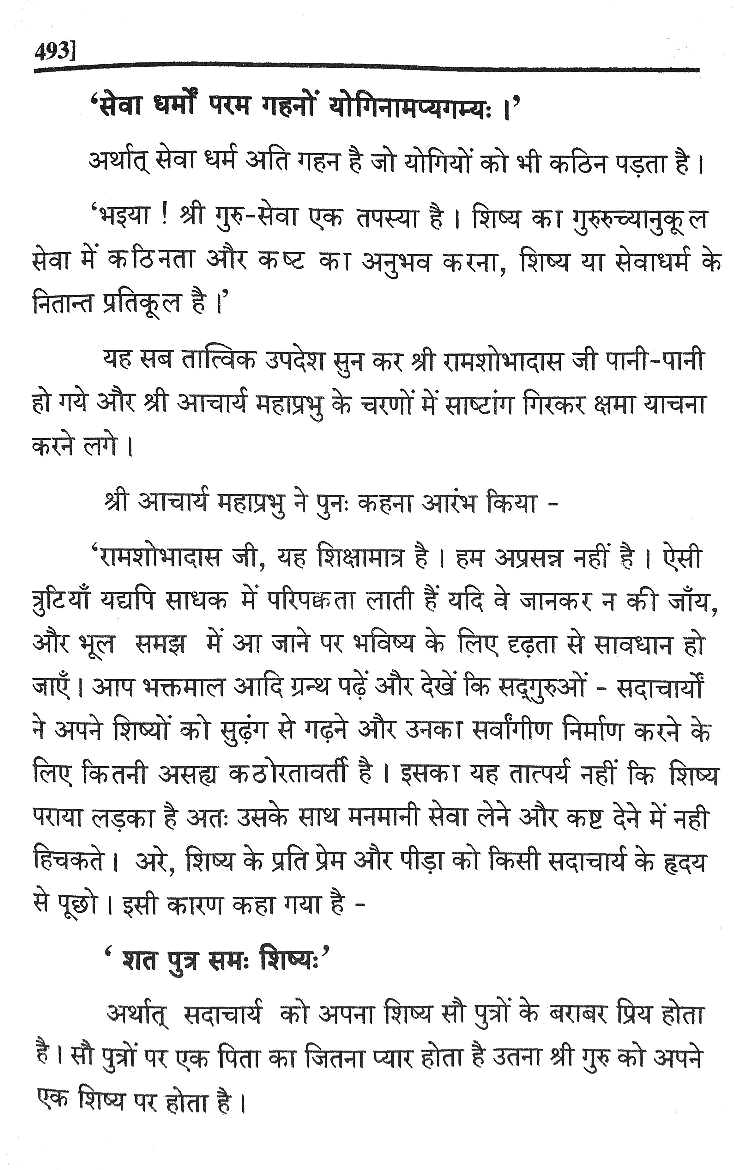 493]
‘सेवा धर्मों परम गहनों योगिनामप्यगम्यः ।’
अर्थात् सेवा धर्म अति गहन है जो योगियों को भी कठिन पड़ता है ।
‘भइया ! श्री गुरु-सेवा एक तपस्या है । शिष्य का गुरुरुच्यानुकूल
सेवा में कठिनता और कष्ट का अनुभव करना, शिष्य या सेवाधर्म के
नितान्त प्रतिकूल है ।’
यह सब तात्विक उपदेश सुन कर श्री रामशोभादास जी पानी-पानी
हो गये और श्री आचार्य महाप्रभु के चरणों में साष्टांग गिरकर क्षमा याचना
करने लगे ।
श्री आचार्य महाप्रभु ने पुनः कहना आरंभ किया -
‘रामशोभादास जी, यह शिक्षामात्र है । हम अप्रसन्न नहीं है । ऐसी
त्रुटियाँ यद्यपि साधक में परिपक्वता लाती हैं यदि वे जानकर न की जाँय,
और भूल समझ में आ जाने पर भविष्य के लिए दृढ़ता से सावधान हो
जाएँ । आप भक्तमाल आदि ग्रन्थ पढ़ें और देखें कि सद्गुरुओं - सदाचार्यों
ने अपने शिष्यों को सुढ़ंग से गढ़ने और उनका सर्वांगीण निर्माण करने के
लिए कितनी असह्य कठोरतावर्ती है । इसका यह तात्पर्य नहीं कि शिष्य
पराया लड़का है अतः उसके साथ मनमानी सेवा लेने और कष्ट देने में नही
हिचकते । अरे, शिष्य के प्रति प्रेम और पीड़ा को किसी सदाचार्य के हृदय
से पूछो । इसी कारण कहा गया है -
‘ शत पुत्र समः शिष्यः’
अर्थात् सदाचार्य को अपना शिष्य सौ पुत्रों के बराबर प्रिय होता
है । सौ पुत्रों पर एक पिता का जितना प्यार होता है उतना श्री गुरु को अपने
एक शिष्य पर होता है ।